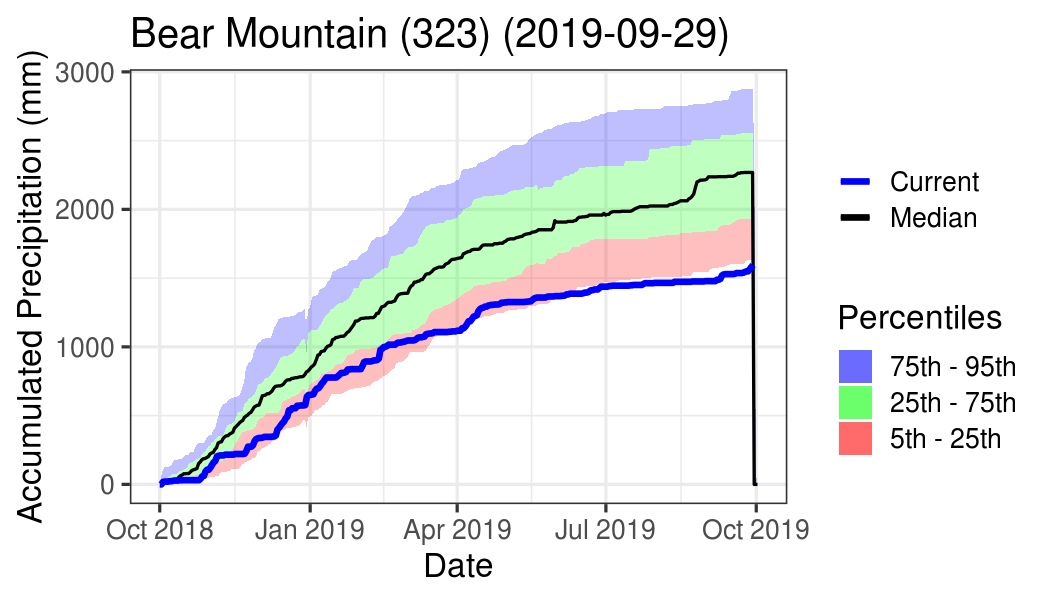 Bear Mountain (323) (2019-09-29)
Accumulated Precipitation (mm)
3000
2000
1000
0
Oct 2018
Jan 2019
Apr 2019
Jul 2019
Oct 2019
Date
Current
Median
Percentiles
75th - 95th
25th - 75th
5th - 25th